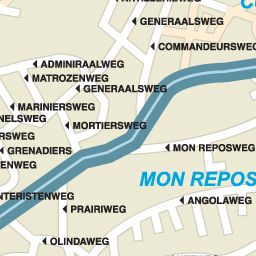 GENERAALSWEG
COMMANDEURSWEG
ADMINIRAALWEG
MATROZENWEG
GENERAALSWEG
MARINIERSWEG
MORTIERSWEG
GRENADIERS
MON REPOSWEG
MON REPOS
ANGOLAWEG
PRAIRIWEG
OLINDAWEG